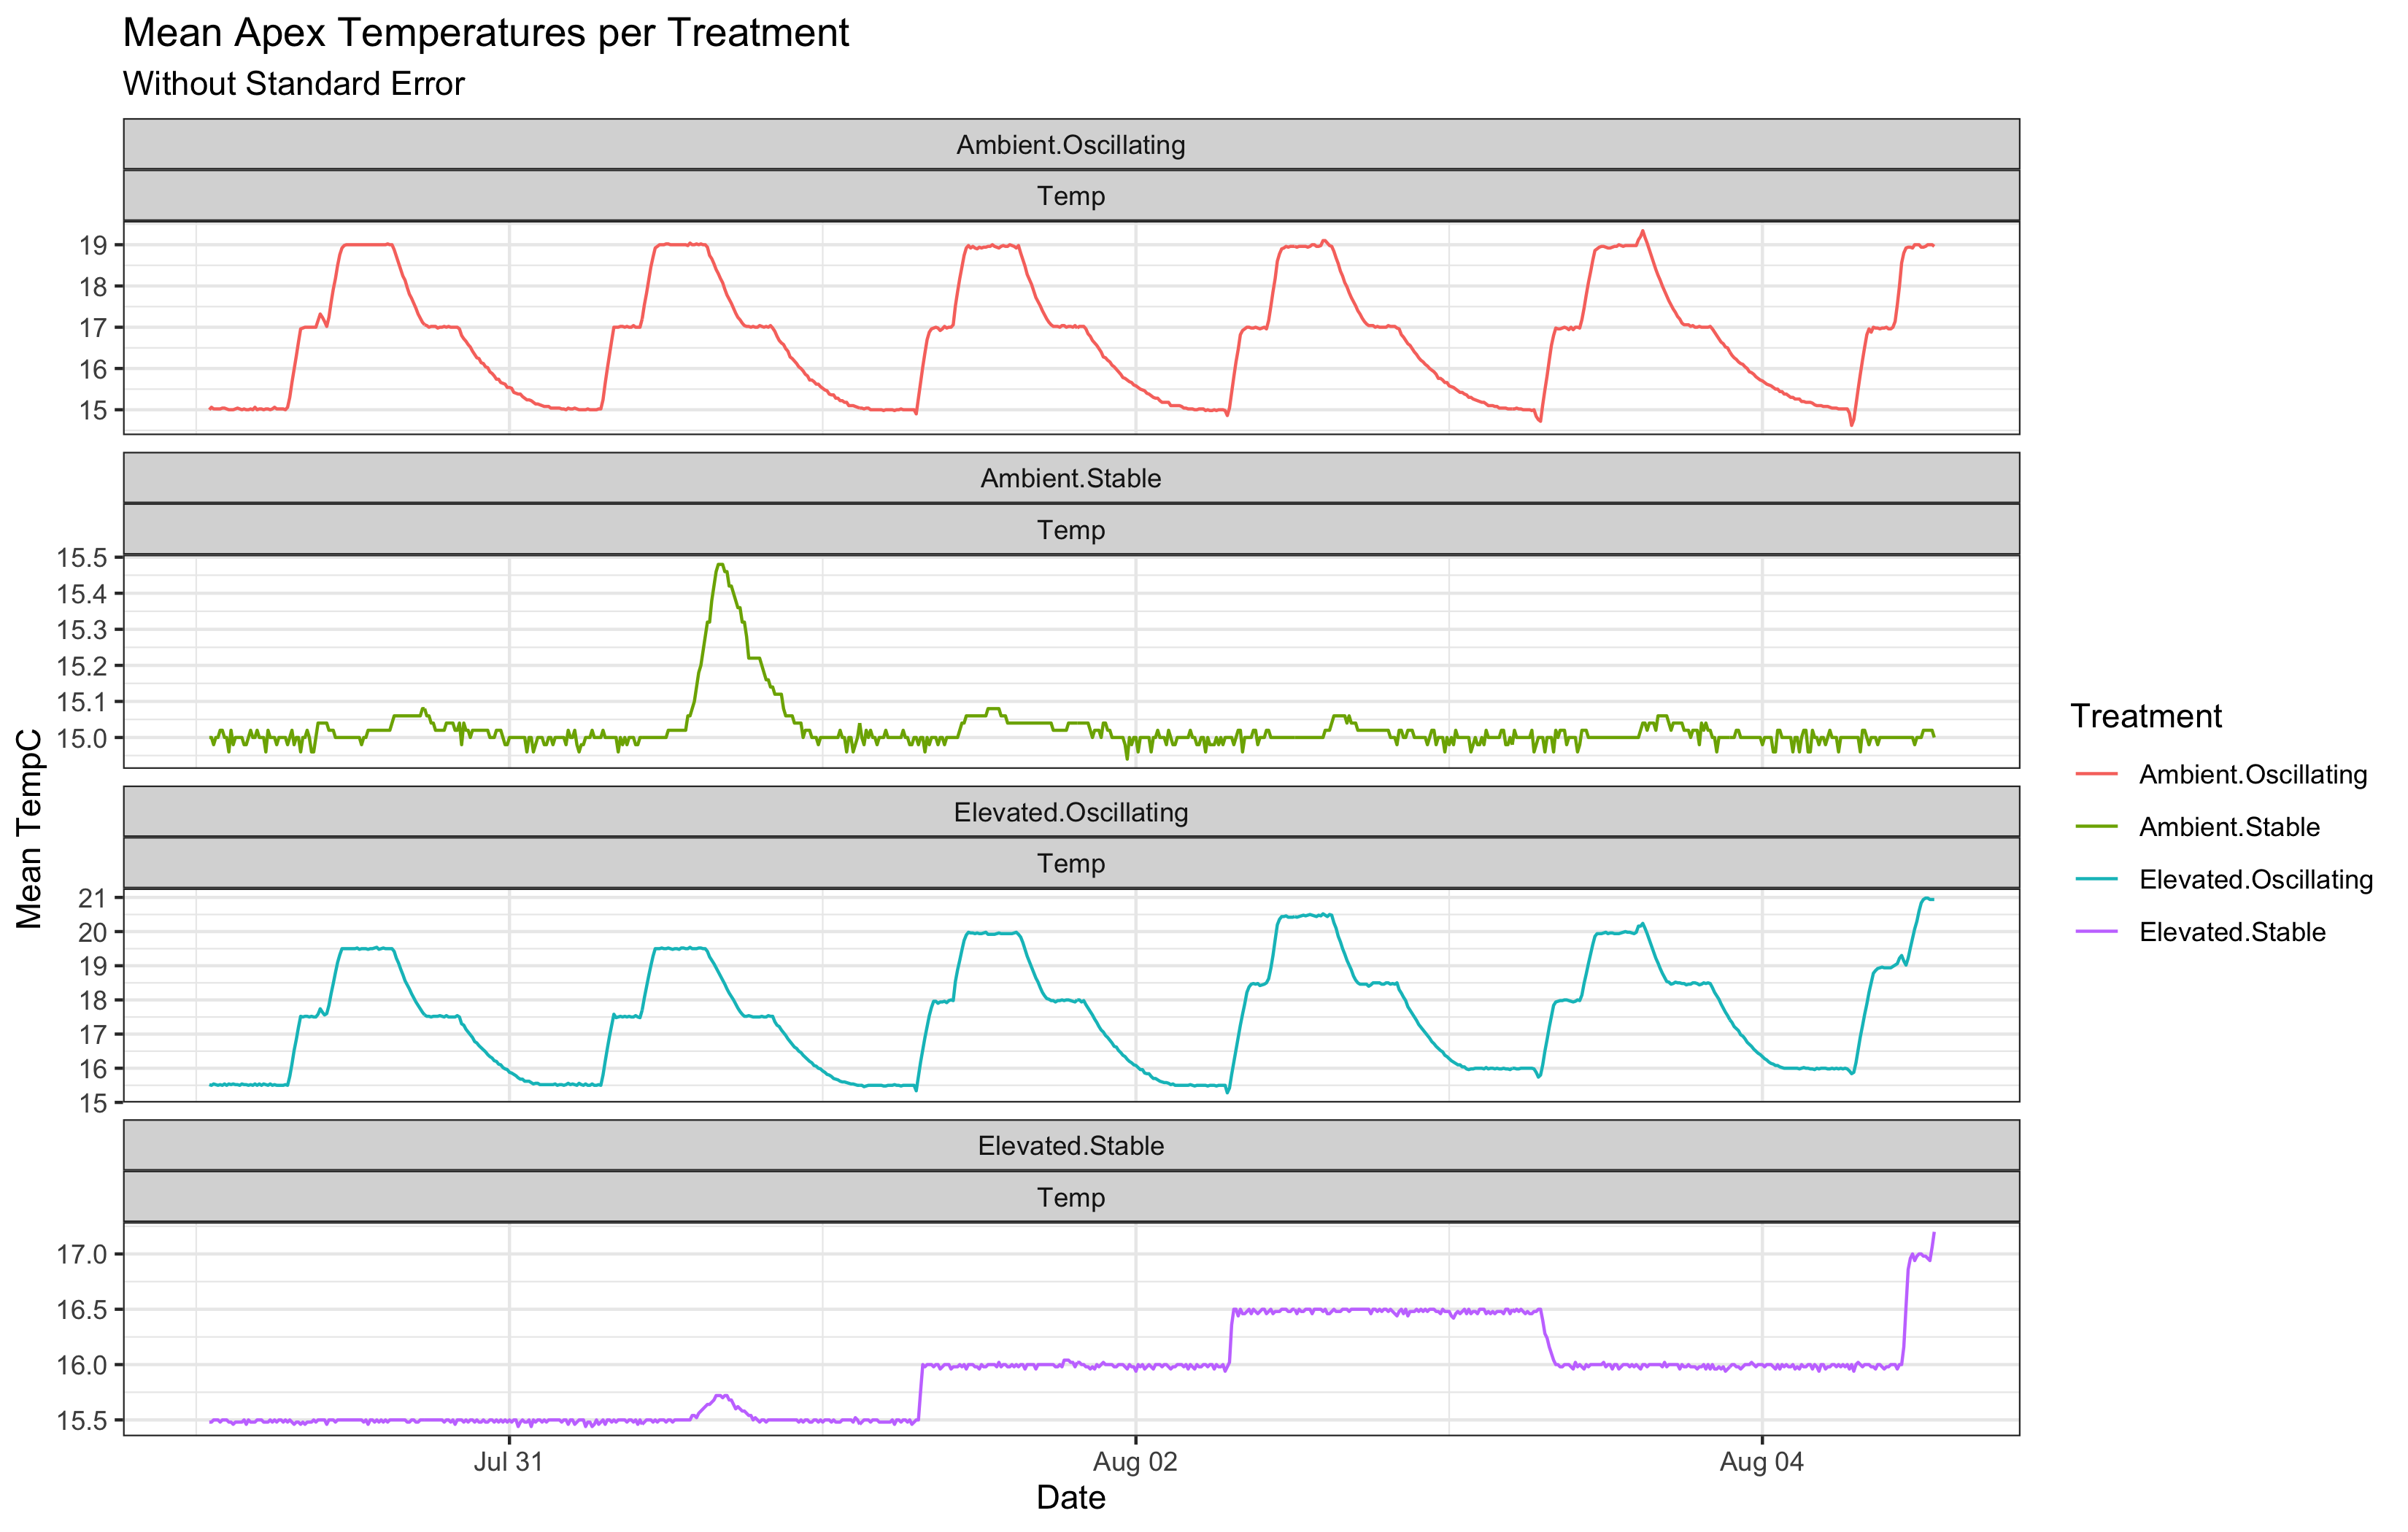 Mean Apex Temperatures per Treatment
Without Standard Error
Ambient.Oscillating
Temp
19
18
17
16
15
Ambient.Stable
Temp
15.5
15.4
15.3
15.2
15.1
15.0
Elevated.Oscillating
Temp
21
20
19
18
17
16
15
Elevated.Stable
Temp
17.0
16.5
16.0
15.5
Jul 31
Aug 02
Aug 04
Date
Mean TempC
Treatment
Ambient.Oscillating
Ambient.Stable
Elevated.Oscillating
Elevated.Stable